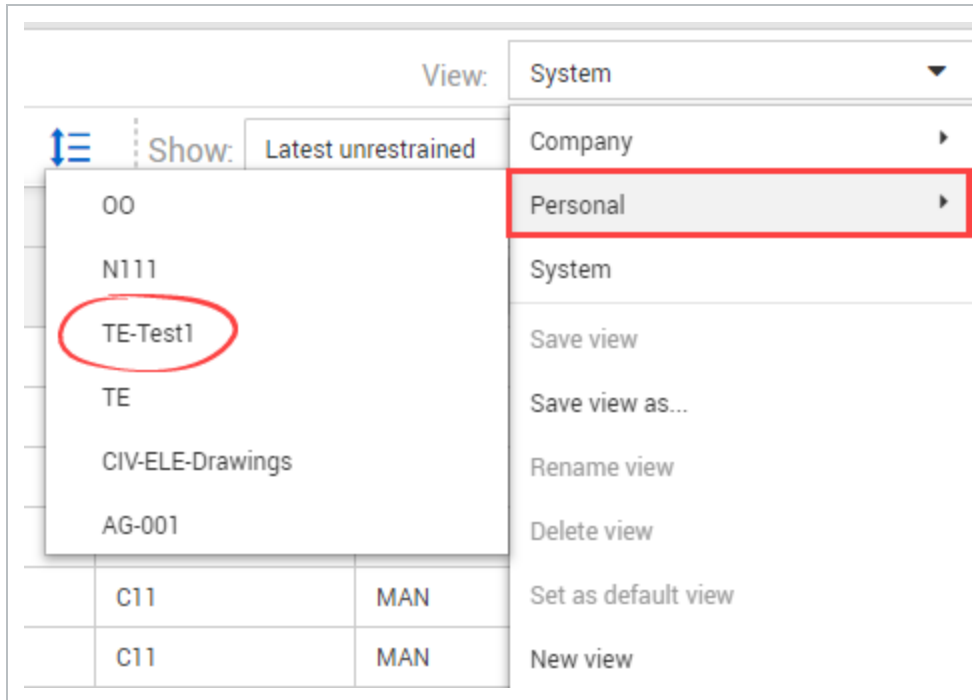 View: System
Show: Latest unrestrained
Company
Personal
System
Save view
Save view as...
Rename view
Delete view
Set as default view
New view
OO
N111
TE-Test1
TE
CIV-ELE-Drawings
AG-001
C11 MAN
C11 MAN